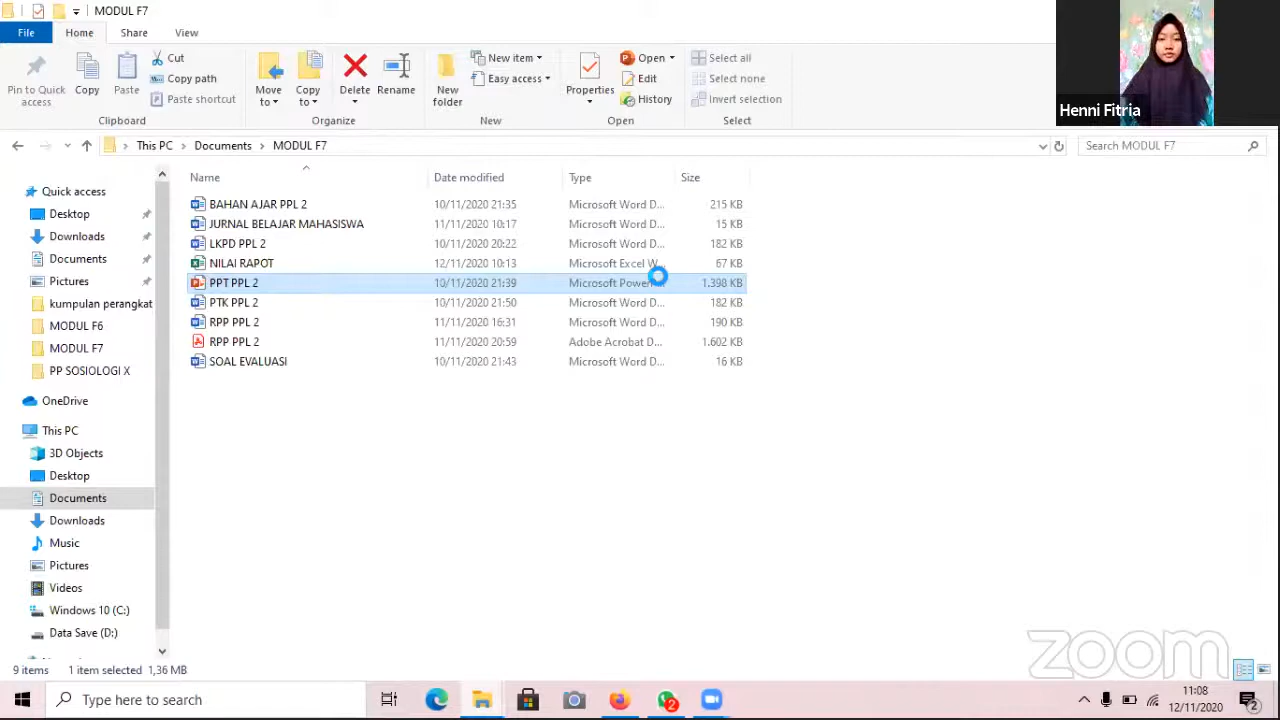 MODUL F7
File Home Share View
Pin to Quick access
Copy
Paste
Cut
Copy path
Paste shortcut
Clipboard
Move to
Copy to
Delete
Rename
Organize
New folder
New item
Easy access
New
Properties
Open
Edit
History
Open
Select all
Select none
Invert selection
Select
Henni Fitria
This PC Documents MODUL F7
Search MODUL F7
Name Date modified Type Size
BAHAN AJAR PPL 2 10/11/2020 21:35 Microsoft Word D... 215 KB
JURNAL BELAJAR MAHASISWA 11/11/2020 10:17 Microsoft Word D... 15 KB
LKPD PPL 2 10/11/2020 20:22 Microsoft Word D... 182 KB
NILAI RAPOT 12/11/2020 10:13 Microsoft Excel W... 67 KB
PPT PPL 2 10/11/2020 21:39 Microsoft Power 1.398 KB
PTK PPL 2 10/11/2020 21:50 Microsoft Word D... 182 KB
RPP PPL 2 11/11/2020 16:31 Microsoft Word D... 190 KB
RPP PPL 2 11/11/2020 20:59 Adobe Acrobat D... 1.602 KB
SOAL EVALUASI 10/11/2020 21:43 Microsoft Word D... 16 KB
Quick access
Desktop
Downloads
Documents
Pictures
kumpulan perangkat
MODUL F6
MODUL F7
PP SOSIOLOGI X
OneDrive
This PC
3D Objects
Desktop
Documents
Downloads
Music
Pictures
Videos
Windows 10 (C:)
Data Save (D:)
9 items 1 item selected 1,36 MB
zoom
Type here to search
2
11:08
12/11/2020
2